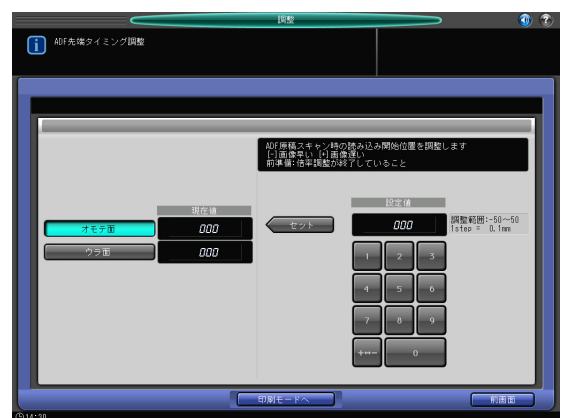 調整
ADF先端タイミング調整
ADF原稿スキャン時の読み込み開始位置を調整します
[-]画像早い [+]画像遅い
前準備:倍率調整が終了していること
現在値
設定値
オモテ面 000
セット
000
調整範囲:-50～50
1step = 0.1mm
ウラ面 000
1 2 3
4 5 6
7 8 9
+↔- 0
印刷モードへ
前画面
14:30